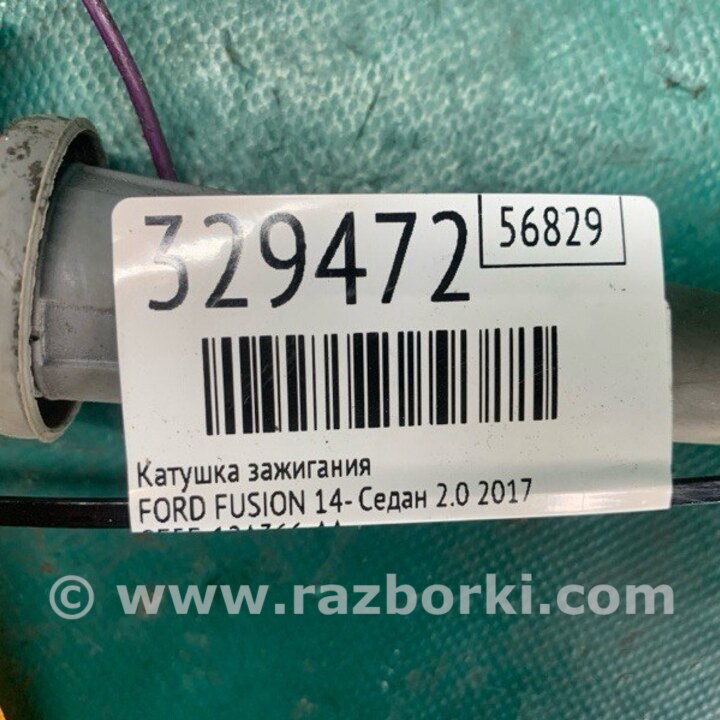 329472
56829
Катушка зажигания
FORD FUSION 14- Седан 2.0 2017
© www.razborki.com